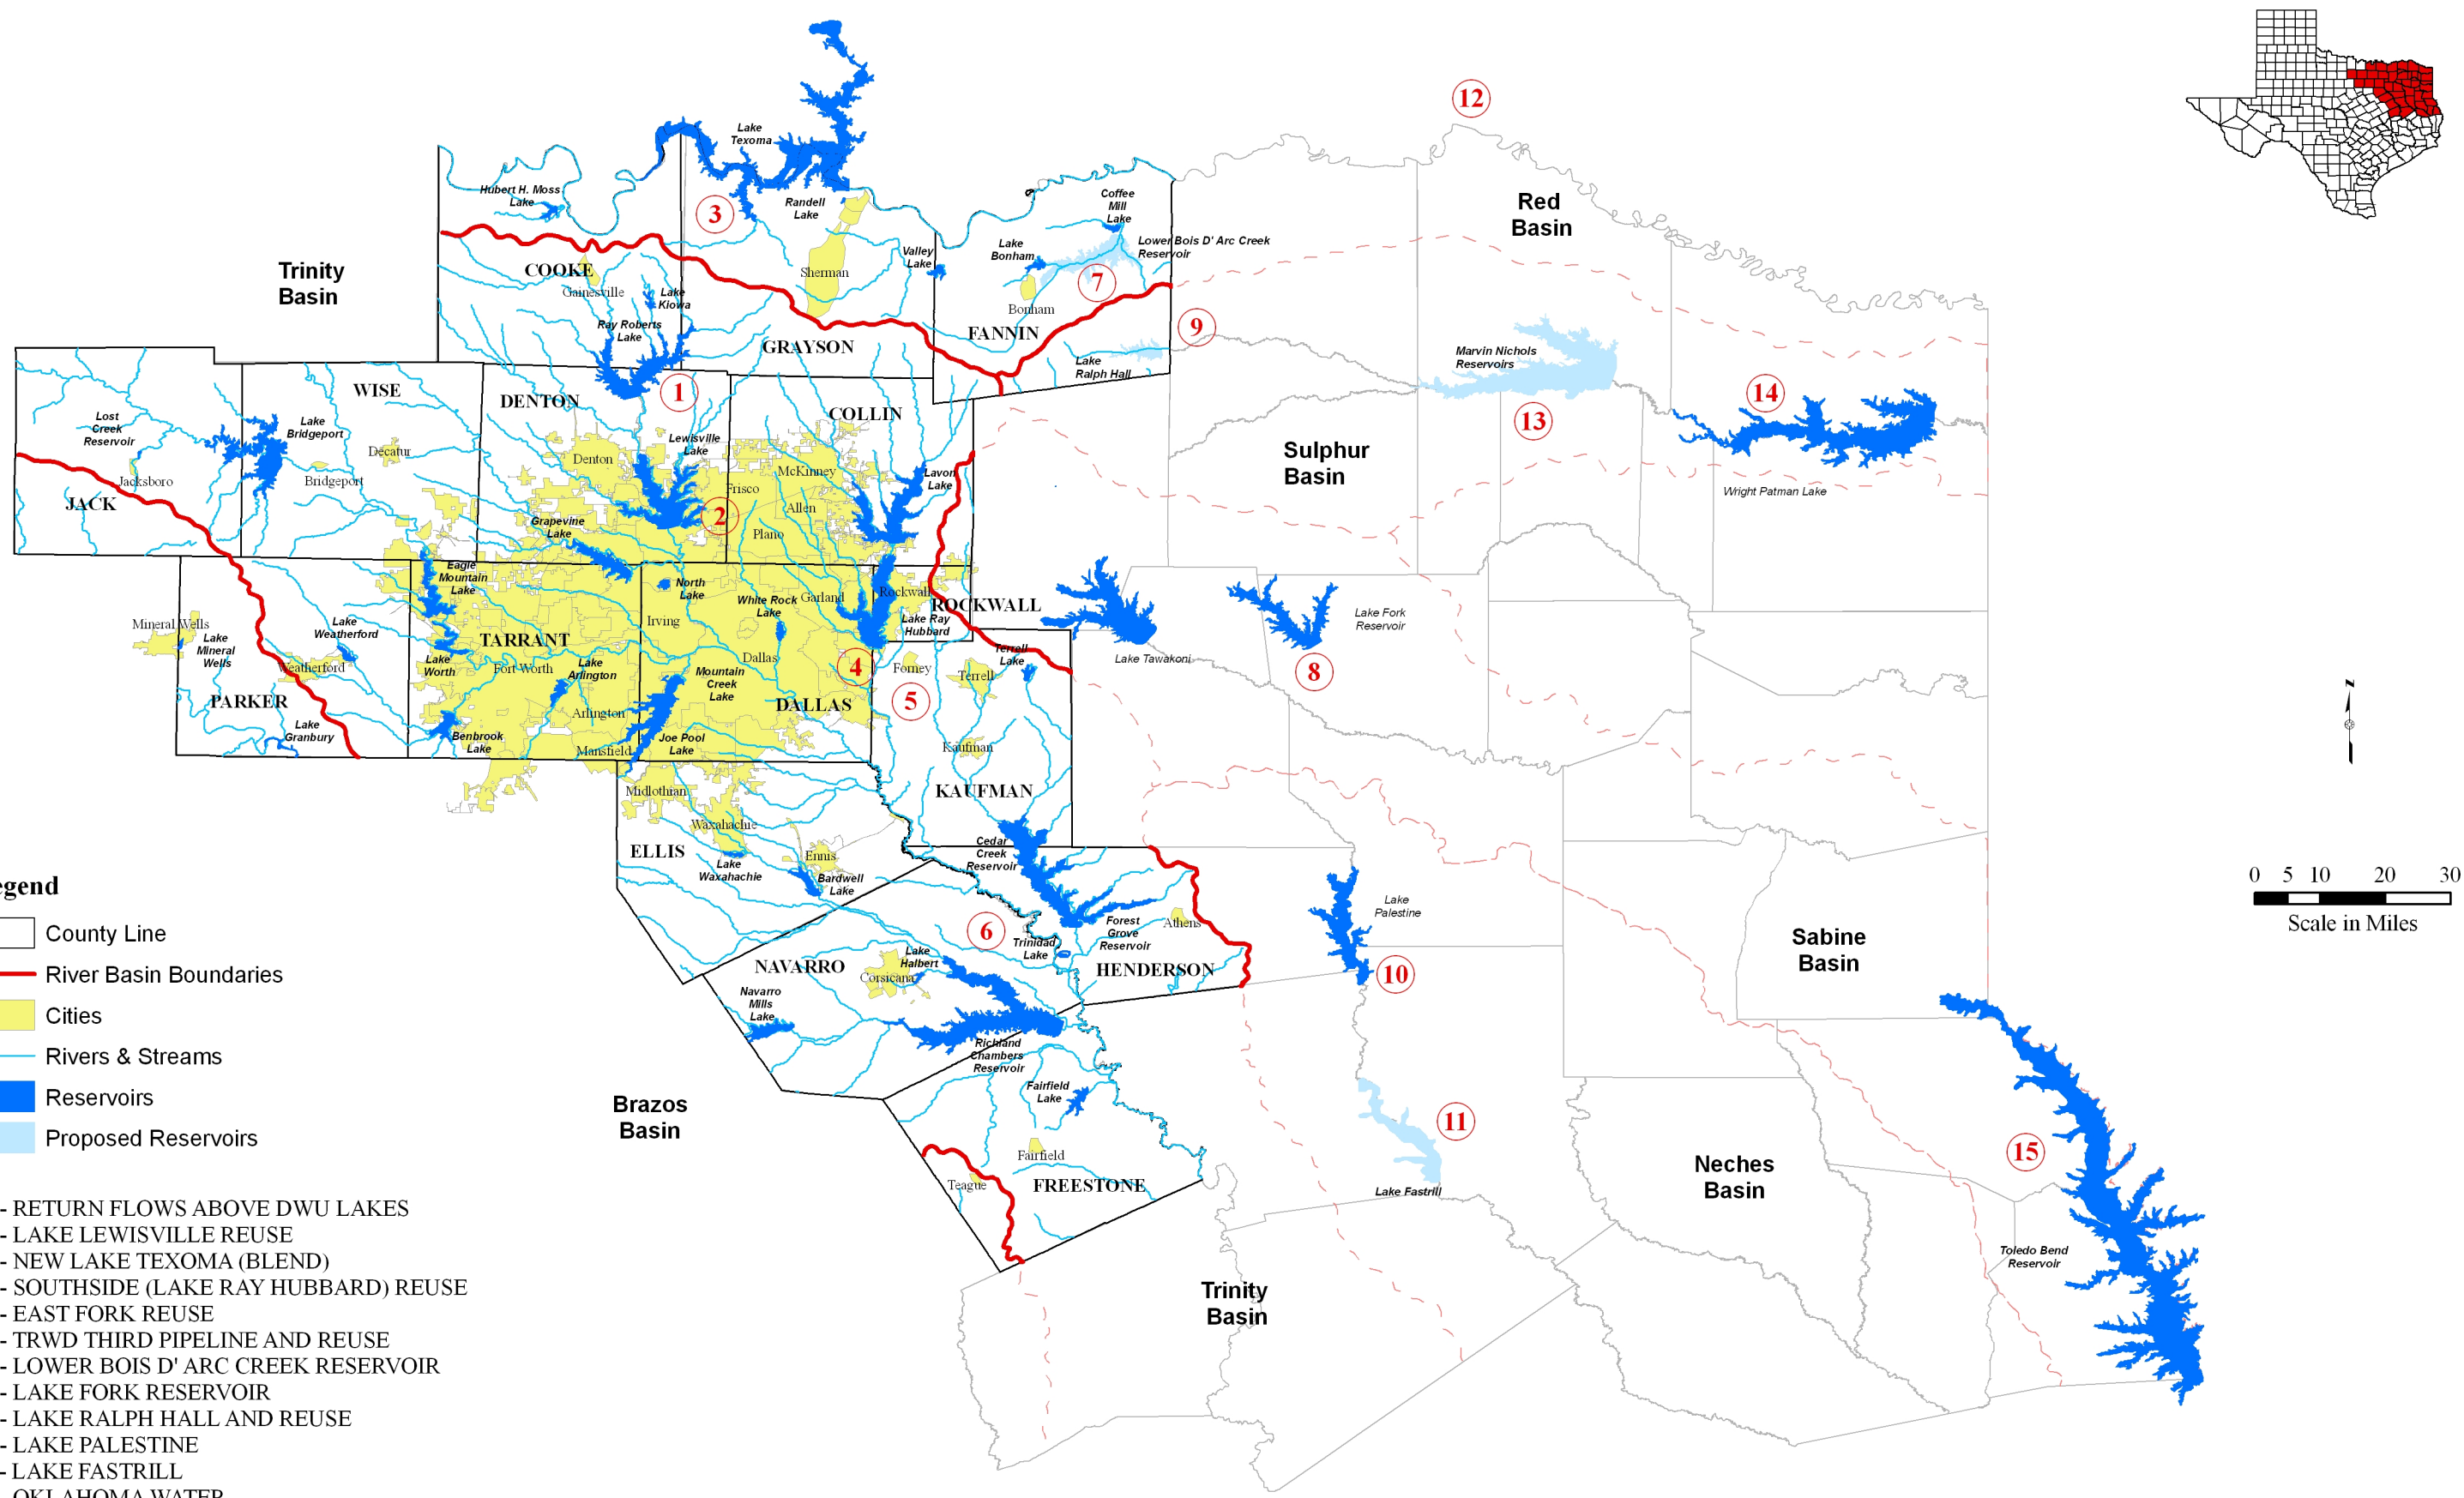 12
Lake
Texoma
Hubert H. Moss
Lake
3
Randell
Lake
Coffee
Mill
Lake
Red
Basin
Lower Bois D' Arc Creek
Reservoir
Lake
Bonham
Valley
Lake
Trinity
Basin
COOKE
Gainesville
Sherman
7
Lake
Kiowa
Bonham
Ray Roberts
Lake
FANNIN
9
GRAYSON
Lake
Ralph Hall
Marvin Nichols
Reservoirs
WISE
DENTON
1
COLLIN
14
13
Lost
Creek
Reservoir
Lake
Bridgeport
Decatur
Lewisville
Lake
Denton
McKinney
Lavon
Lake
Sulphur
Basin
Jacksboro
Bridgeport
Frisco
Wright Patman Lake
JACK
Allen
Grapevine
Lake
2
Plano
Eagle
Mountain
Lake
North
Lake
White Rock
Lake
Garland
Rockwall
ROCKWALL
Lake Fork
Reservoir
Mineral Wells
Lake
Mineral
Wells
Lake
Weatherford
TARRANT
Irving
Lake Ray
Hubbard
Weatherford
Lake
Worth
Fort Worth
Lake
Arlington
Mountain
Creek
Lake
Dallas
4
Forney
Terrell
Lake
Terrell
Lake Tawakoni
8
PARKER
5
DALLAS
Arlington
Lake
Granbury
Benbrook
Lake
Mansfield
Joe Pool
Lake
Kaufman
KAUFMAN
Midlothian
Waxahachie
ELLIS
Lake
Waxahachie
Ennis
Bardwell
Lake
Cedar
Creek
Reservoir
0 5 10 20 30
Scale in Miles
Lake
Palestine
6
Trinidad
Lake
Forest
Grove
Reservoir
Athens
HENDERSON
10
Sabine
Basin
NAVARRO
Lake
Halbert
Corsicana
Navarro
Mills
Lake
Richland
Chambers
Reservoir
Fairfield
Lake
Brazos
Basin
11
Fairfield
Teague
FREESTONE
Lake Fastrill
Neches
Basin
15
Toledo Bend
Reservoir
Trinity
Basin
N
egend
County Line
River Basin Boundaries
Cities
Rivers & Streams
Reservoirs
Proposed Reservoirs
- RETURN FLOWS ABOVE DWU LAKES
- LAKE LEWISVILLE REUSE
- NEW LAKE TEXOMA (BLEND)
- SOUTHSIDE (LAKE RAY HUBBARD) REUSE
- EAST FORK REUSE
- TRWD THIRD PIPELINE AND REUSE
- LOWER BOIS D' ARC CREEK RESERVOIR
- LAKE FORK RESERVOIR
- LAKE RALPH HALL AND REUSE
- LAKE PALESTINE
- LAKE FASTRILL
OKLAHOMA WATER